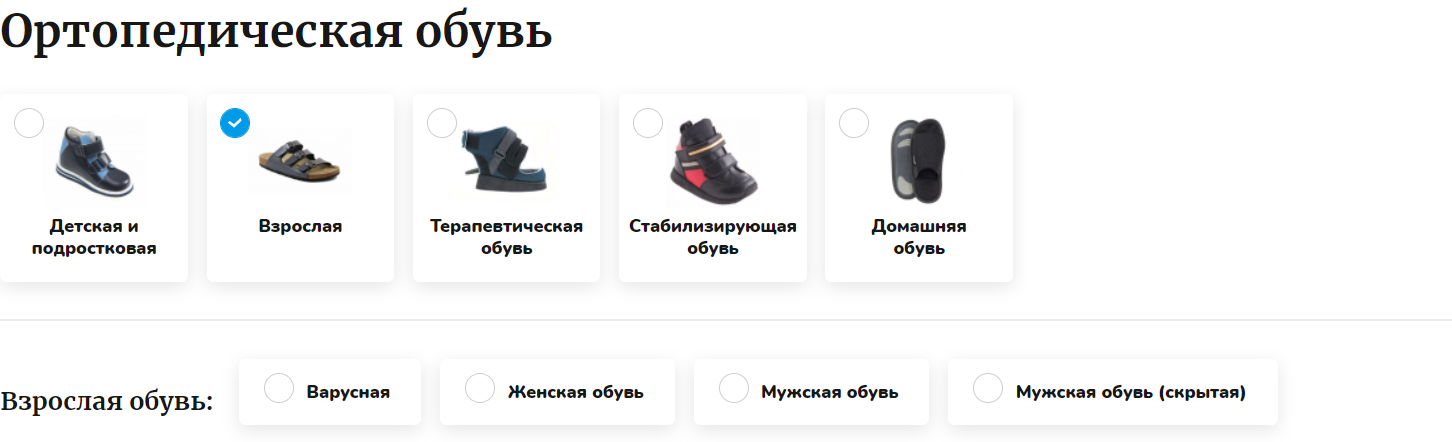 Ортопедическая обувь
Детская и
подростковая
Взрослая
Терапевтическая
обувь
Стабилизирующая
обувь
Домашняя
обувь
Взрослая обувь:
Варусная
Женская обувь
Мужская обувь
Мужская обувь (скрытая)